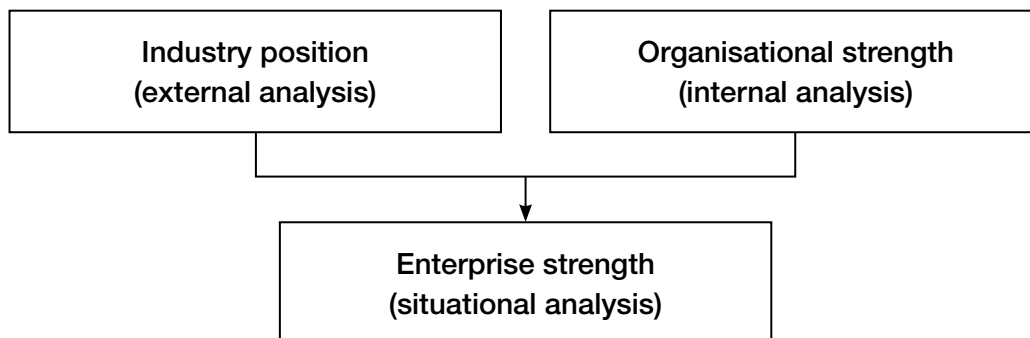 Industry position
(external analysis)
Organisational strength
(internal analysis)
Enterprise strength
(situational analysis)